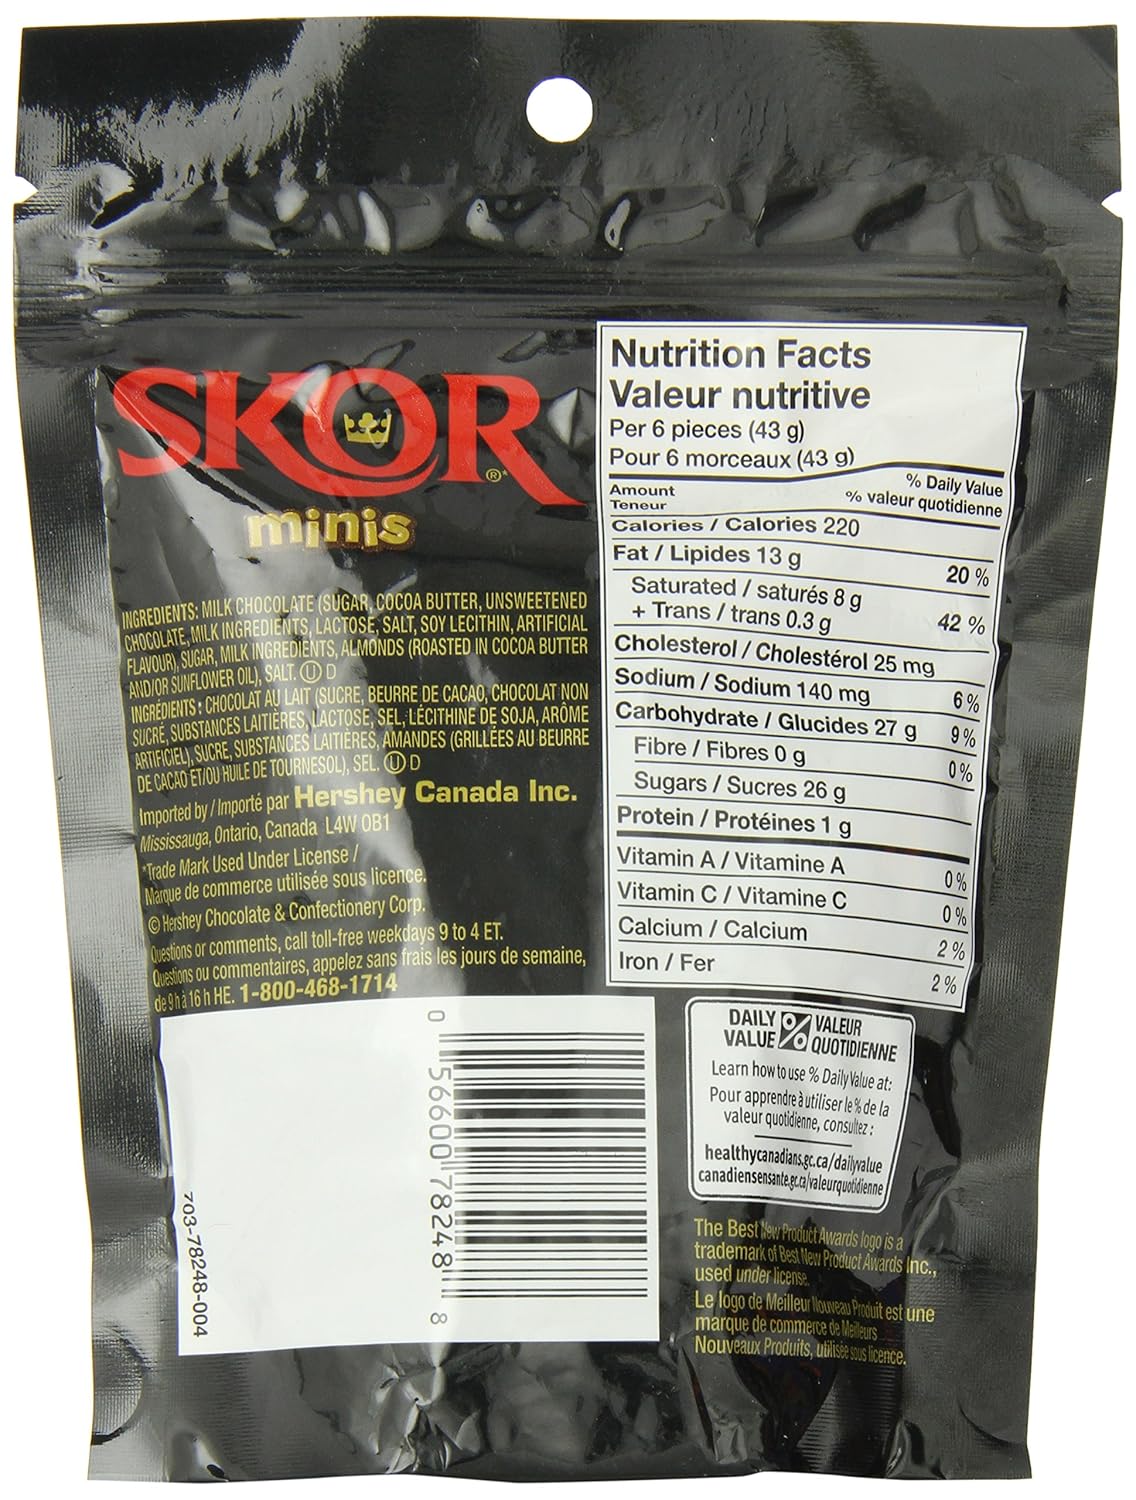 SKOR®*
minis
INGREDIENTS: MILK CHOCOLATE (SUGAR, COCOA BUTTER, UNSWEETENED
CHOCOLATE, MILK INGREDIENTS, LACTOSE, SALT, SOY LECITHIN, ARTIFICIAL
FLAVOUR), SUGAR, MILK INGREDIENTS, ALMONDS (ROASTED IN COCOA BUTTER
AND/OR SUNFLOWER OIL), SALT. Ⓤ D
INGRÉDIENTS : CHOCOLAT AU LAIT (SUCRE, BEURRE DE CACAO, CHOCOLAT NON
SUCRÉ, SUBSTANCES LAITIÈRES, LACTOSE, SEL, LÉCITHINE DE SOJA, ARÔME
ARTIFICIEL), SUCRE, SUBSTANCES LAITIÈRES, AMANDES (GRILLÉES AU BEURRE
DE CACAO ET/OU HUILE DE TOURNESOL), SEL. Ⓤ D
Imported by / Importé par Hershey Canada Inc.
Mississauga, Ontario, Canada L4W 0B1
*Trade Mark Used Under License /
Marque de commerce utilisée sous licence.
© Hershey Chocolate & Confectionery Corp.
Questions or comments, call toll-free weekdays 9 to 4 ET.
Questions ou commentaires, appelez sans frais les jours de semaine,
de 9 h à 16 h HE. 1-800-468-1714
Nutrition Facts
Valeur nutritive
Per 6 pieces (43 g)
Pour 6 morceaux (43 g)
% Daily Value
Amount
Teneur
% valeur quotidienne
Calories / Calories 220
Fat / Lipides 13 g 20 %
Saturated / saturés 8 g
+ Trans / trans 0.3 g 42 %
Cholesterol / Cholestérol 25 mg
Sodium / Sodium 140 mg 6 %
Carbohydrate / Glucides 27 g 9 %
Fibre / Fibres 0 g 0 %
Sugars / Sucres 26 g
Protein / Protéines 1 g
Vitamin A / Vitamine A 0 %
Vitamin C / Vitamine C 0 %
Calcium / Calcium 2 %
Iron / Fer 2 %
DAILY VALUE % VALEUR QUOTIDIENNE
Learn how to use % Daily Value at:
Pour apprendre à utiliser le % de la
valeur quotidienne, consultez :
healthycanadians.gc.ca/dailyvalue
canadiensensante.gc.ca/valeurquotidienne
The Best New Product Awards logo is a
trademark of Best New Product Awards Inc.,
used under license.
Le logo de Meilleur Nouveau Produit est une
marque de commerce de Meilleurs
Nouveaux Produits, utilisée sous licence.
0 56600 78248 8
703-78248-004